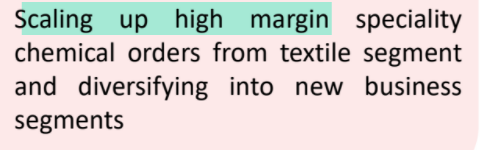 Scaling up high margin speciality
chemical orders from textile segment
and diversifying into new business
segments